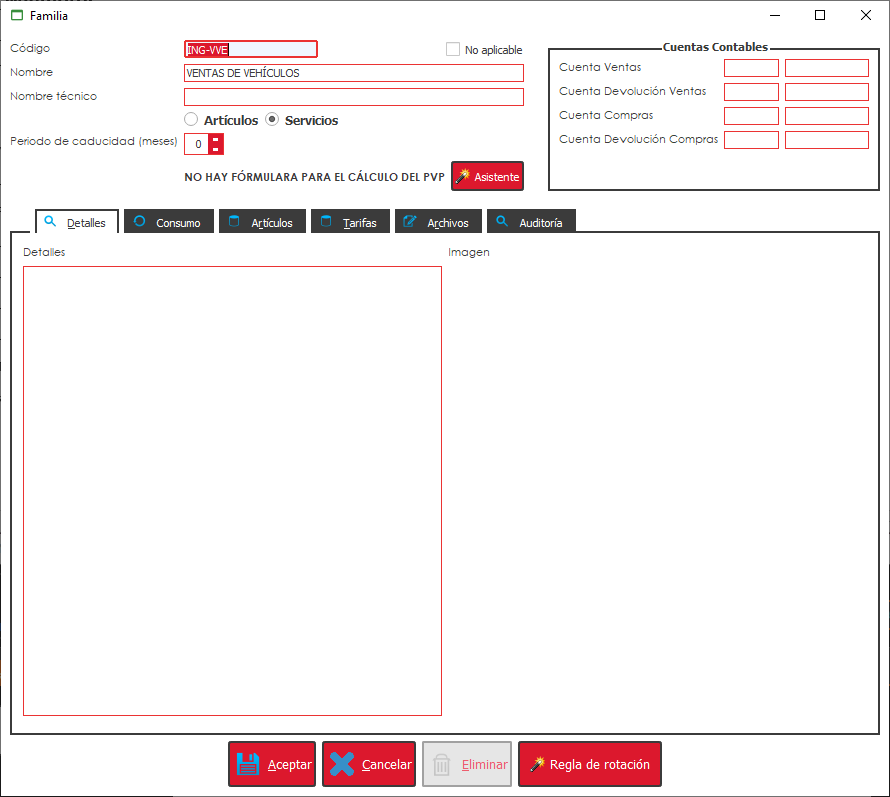 Familia
Código
ING-VVE
No aplicable
Nombre
VENTAS DE VEHÍCULOS
Nombre técnico
Artículos
Servicios
Periodo de caducidad (meses)
0
NO HAY FÓRMULARA PARA EL CÁLCULO DEL PVP
Asistente
Cuentas Contables
Cuenta Ventas
Cuenta Devolución Ventas
Cuenta Compras
Cuenta Devolución Compras
Detalles
Consumo
Artículos
Tarifas
Archivos
Auditoría
Detalles
Imagen
Aceptar
Cancelar
Eliminar
Regla de rotación